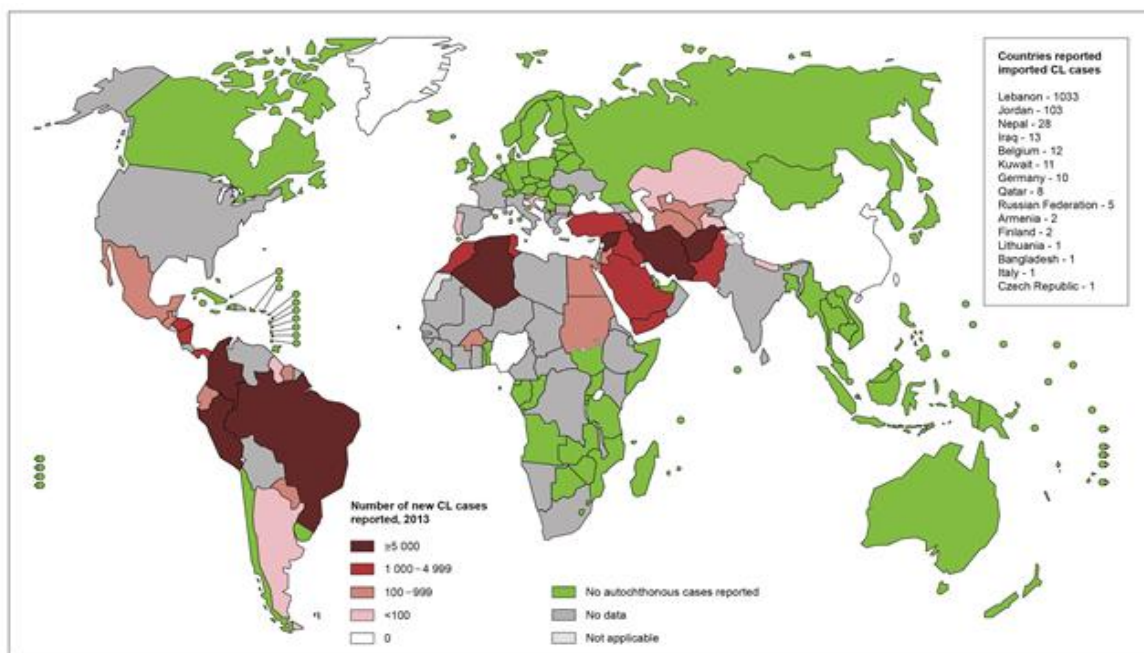 Countries reported
imported CL cases
Lebanon - 1033
Jordan - 103
Nepal - 28
Iraq - 13
Belgium - 12
Kuwait - 11
Germany - 10
Qatar - 8
Russian Federation - 5
Armenia - 2
Finland - 2
Lithuania - 1
Bangladesh - 1
Italy - 1
Czech Republic - 1
Number of new CL cases
reported, 2013
≥5 000
1 000-4 999
100-999
<100
0
No autochthonous cases reported
No data
Not applicable